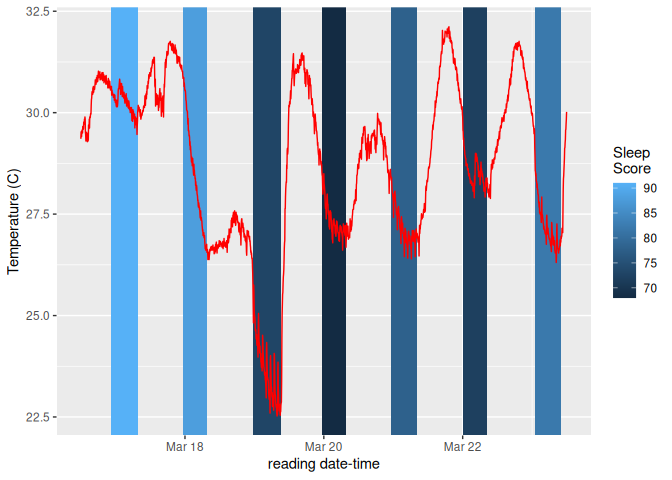 32.5
30.0
27.5
25.0
22.5
Temperature (C)
Mar 18
Mar 20
Mar 22
reading date-time
Sleep
Score
90
85
80
75
70